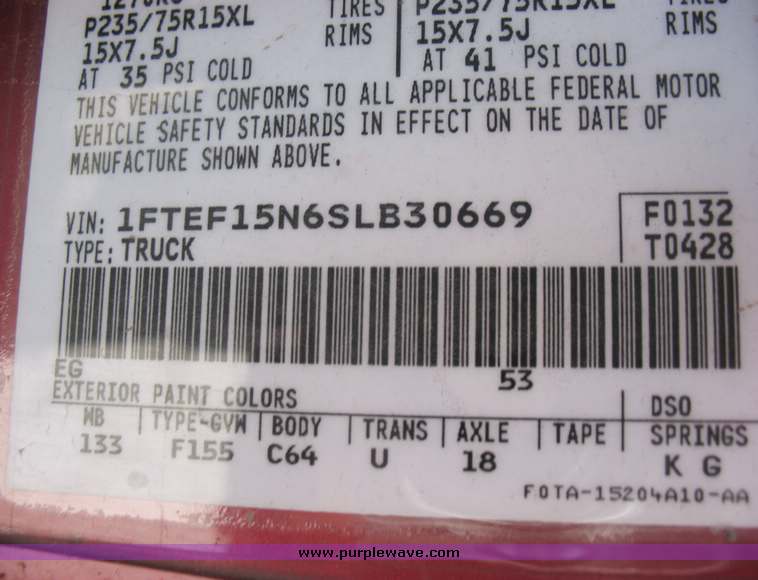 1270KG TIRES P235/75R15XL TIRES
P235/75R15XL RIMS 15X7.5J RIMS
15X7.5J
AT 35 PSI COLD AT 41 PSI COLD
THIS VEHICLE CONFORMS TO ALL APPLICABLE FEDERAL MOTOR
VEHICLE SAFETY STANDARDS IN EFFECT ON THE DATE OF
MANUFACTURE SHOWN ABOVE.
VIN: 1FTEF15N6SLB30669 F0132
TYPE: TRUCK T0428
EG 53
EXTERIOR PAINT COLORS DSO
WB TYPE-GVW BODY TRANS AXLE TAPE SPRINGS
133 F155 C64 U 18 K G
F0TA-15204A10-AA
www.purplewave.com